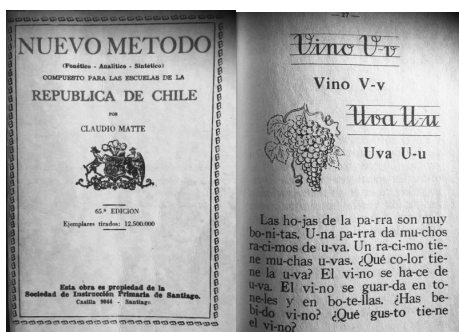 NUEVO METODO
(Fonético - Analítico - Sintético)
COMPUESTO PARA LAS ESCUELAS DE LA
REPUBLICA DE CHILE
POR
CLAUDIO MATTE
65.ª EDICION
Ejemplares tirados: 12.500.000
Esta obra es propiedad de la
Sociedad de Instrucción Primaria de Santiago.
Casilla 9044 - Santiago.
— 27 —
Vino V-v
Vino V-v
Uva U-u
Uva U-u
Las ho-jas de la pa-rra son muy
bo-ni-tas. U-na pa-rra da mu-chos
ra-ci-mos de u-va. Un ra-ci-mo tie-
ne mu-chas u-vas. ¿Qué co-lor tie-
ne la u-va? El vi-no se ha-ce de
u-va. El vi-no se guar-da en to-
ne-les y en bo-te-llas. ¿Has be-
bi-do vi-no? ¿Qué gus-to tie-ne
el vi-no?